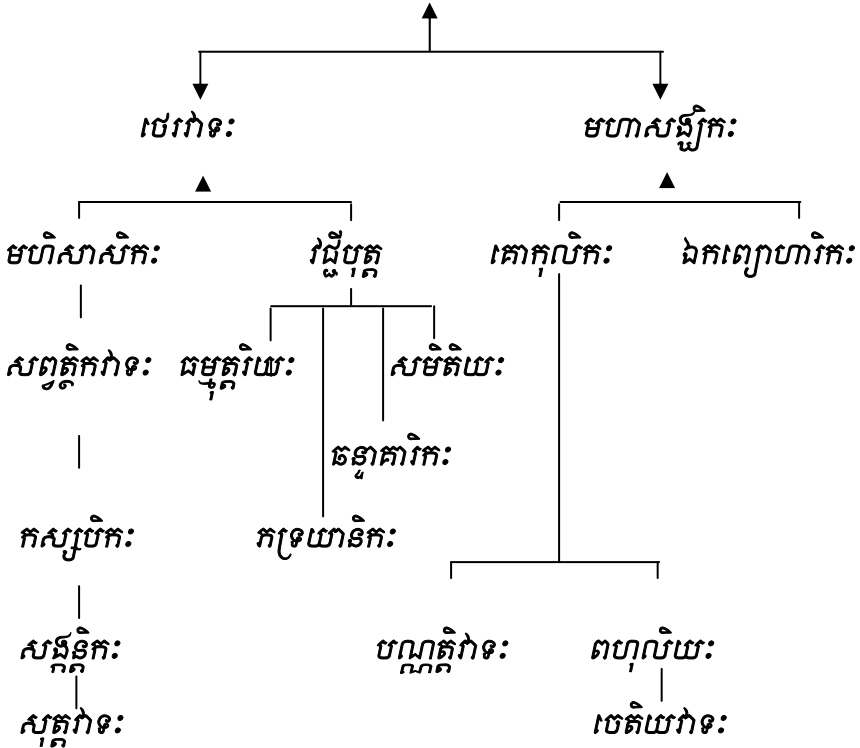 ថេរវាទៈ មហាសង្ឃិកៈ
មហិសាសិកៈ វជ្ជីបុត្ត គោកុលិកៈ ឯកព្យោហារិកៈ
សព្វត្ថិកវាទៈ ធម្មុត្តរិយៈ សមិតិយៈ
ឆន្ទាគារិកៈ
កស្សបិកៈ ភទ្រយានិកៈ
សង្កន្តិកៈ បណ្ណត្តិវាទៈ ពហុលិយៈ
សុត្តវាទៈ ចេតិយវាទៈ